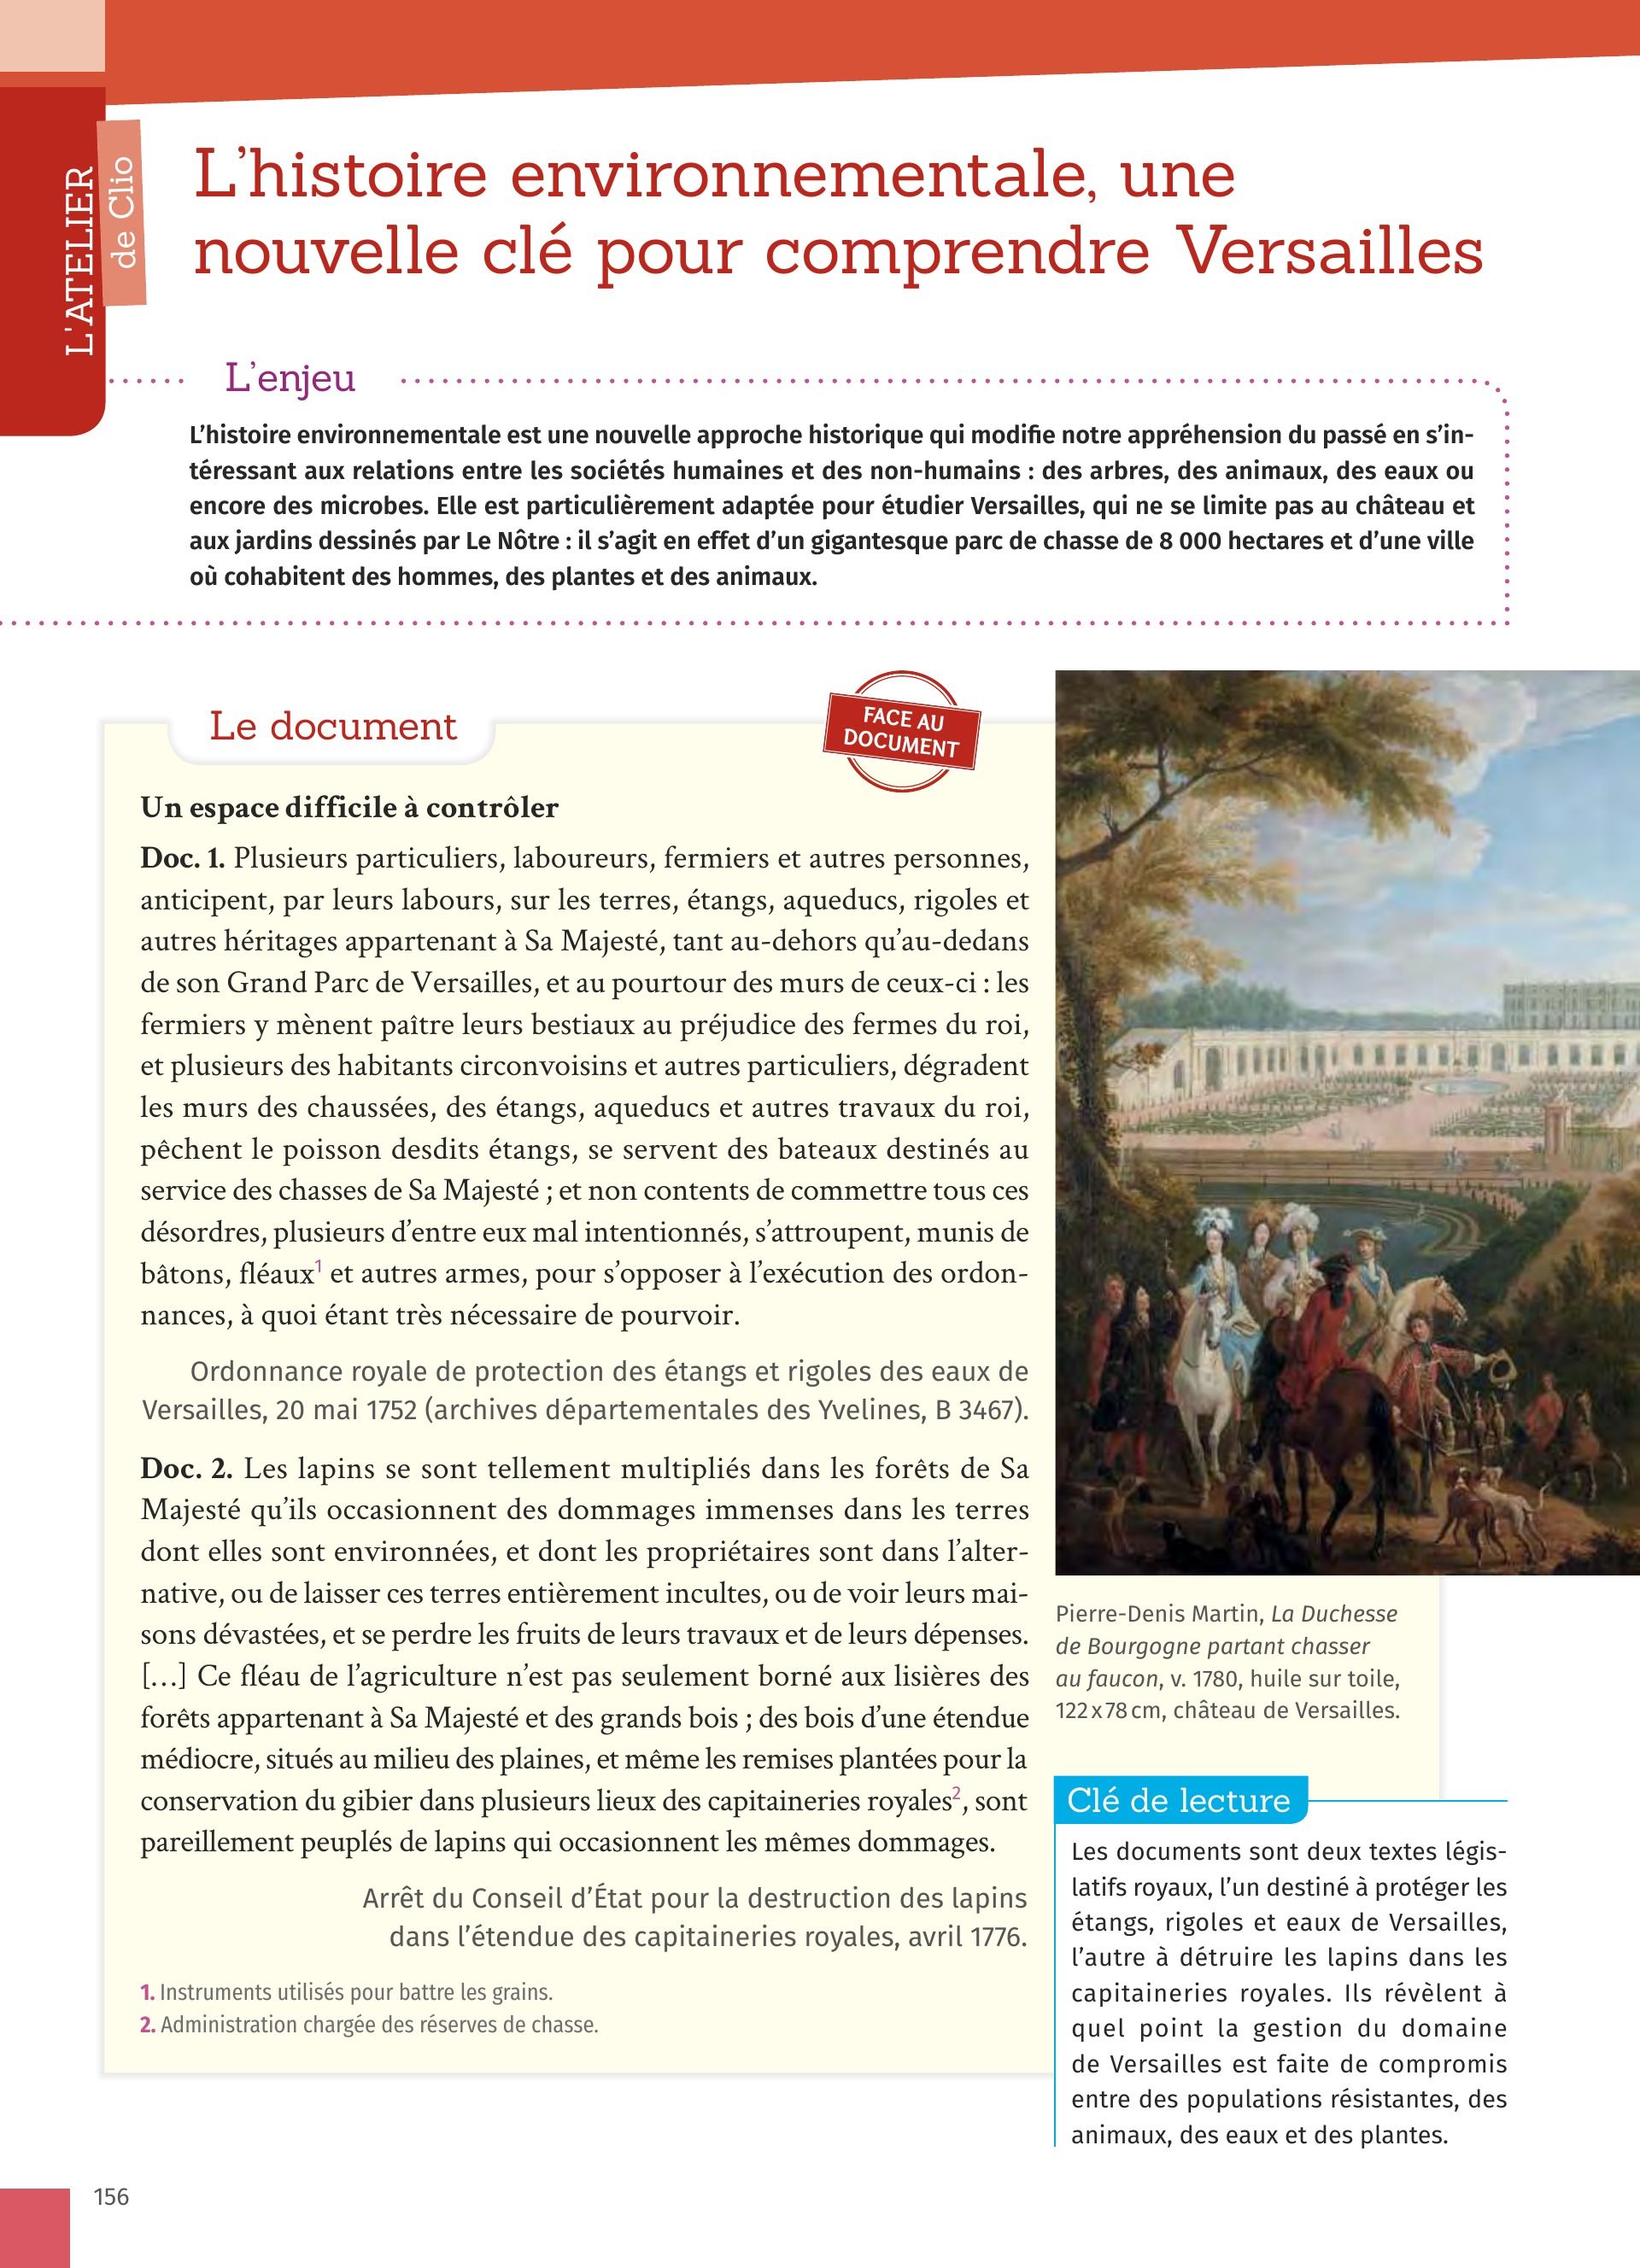 L'ATELIER
de Clio
L'histoire environnementale, une
nouvelle clé pour comprendre Versailles
L'enjeu
L'histoire environnementale est une nouvelle approche historique qui modifie notre appréhension du passé en s'in-
téressant aux relations entre les sociétés humaines et des non-humains : des arbres, des animaux, des eaux ou
encore des microbes. Elle est particulièrement adaptée pour étudier Versailles, qui ne se limite pas au château et
aux jardins dessinés par Le Nôtre : il s'agit en effet d'un gigantesque parc de chasse de 8 000 hectares et d'une ville
où cohabitent des hommes, des plantes et des animaux.
Le document
FACE AU
DOCUMENT
Un espace difficile à contrôler
Doc. 1. Plusieurs particuliers, laboureurs, fermiers et autres personnes,
anticipent, par leurs labours, sur les terres, étangs, aqueducs, rigoles et
autres héritages appartenant à Sa Majesté, tant au-dehors qu'au-dedans
de son Grand Parc de Versailles, et au pourtour des murs de ceux-ci : les
fermiers y mènent paître leurs bestiaux au préjudice des fermes du roi,
et plusieurs des habitants circonvoisins et autres particuliers, dégradent
les murs des chaussées, des étangs, aqueducs et autres travaux du roi,
pêchent le poisson desdits étangs, se servent des bateaux destinés au
service des chasses de Sa Majesté ; et non contents de commettre tous ces
désordres, plusieurs d'entre eux mal intentionnés, s'attroupent, munis de
bâtons, fléaux1 et autres armes, pour s'opposer à l'exécution des ordon-
nances, à quoi étant très nécessaire de pourvoir.
Ordonnance royale de protection des étangs et rigoles des eaux de
Versailles, 20 mai 1752 (archives départementales des Yvelines, B 3467).
Doc. 2. Les lapins se sont tellement multipliés dans les forêts de Sa
Majesté qu'ils occasionnent des dommages immenses dans les terres
dont elles sont environnées, et dont les propriétaires sont dans l'alter-
native, ou de laisser ces terres entièrement incultes, ou de voir leurs mai-
sons dévastées, et se perdre les fruits de leurs travaux et de leurs dépenses.
[…] Ce fléau de l'agriculture n'est pas seulement borné aux lisières des
forêts appartenant à Sa Majesté et des grands bois ; des bois d'une étendue
médiocre, situés au milieu des plaines, et même les remises plantées pour la
conservation du gibier dans plusieurs lieux des capitaineries royales2, sont
pareillement peuplés de lapins qui occasionnent les mêmes dommages.
Arrêt du Conseil d'État pour la destruction des lapins
dans l'étendue des capitaineries royales, avril 1776.
1. Instruments utilisés pour battre les grains.
2. Administration chargée des réserves de chasse.
Pierre-Denis Martin, La Duchesse
de Bourgogne partant chasser
au faucon, v. 1780, huile sur toile,
122 x 78 cm, château de Versailles.
Clé de lecture
Les documents sont deux textes légis-
latifs royaux, l'un destiné à protéger les
étangs, rigoles et eaux de Versailles,
l'autre à détruire les lapins dans les
capitaineries royales. Ils révèlent à
quel point la gestion du domaine
de Versailles est faite de compromis
entre des populations résistantes, des
animaux, des eaux et des plantes.
156